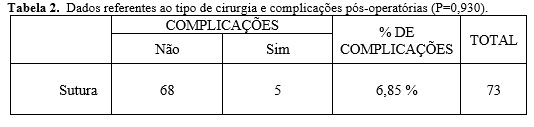 Tabela 2. Dados referentes ao tipo de cirurgia e complicações pós-operatórias (P=0,930).
COMPLICAÇÕES
% DE COMPLICAÇÕES
TOTAL
Não Sim
Sutura 68 5 6,85 % 73